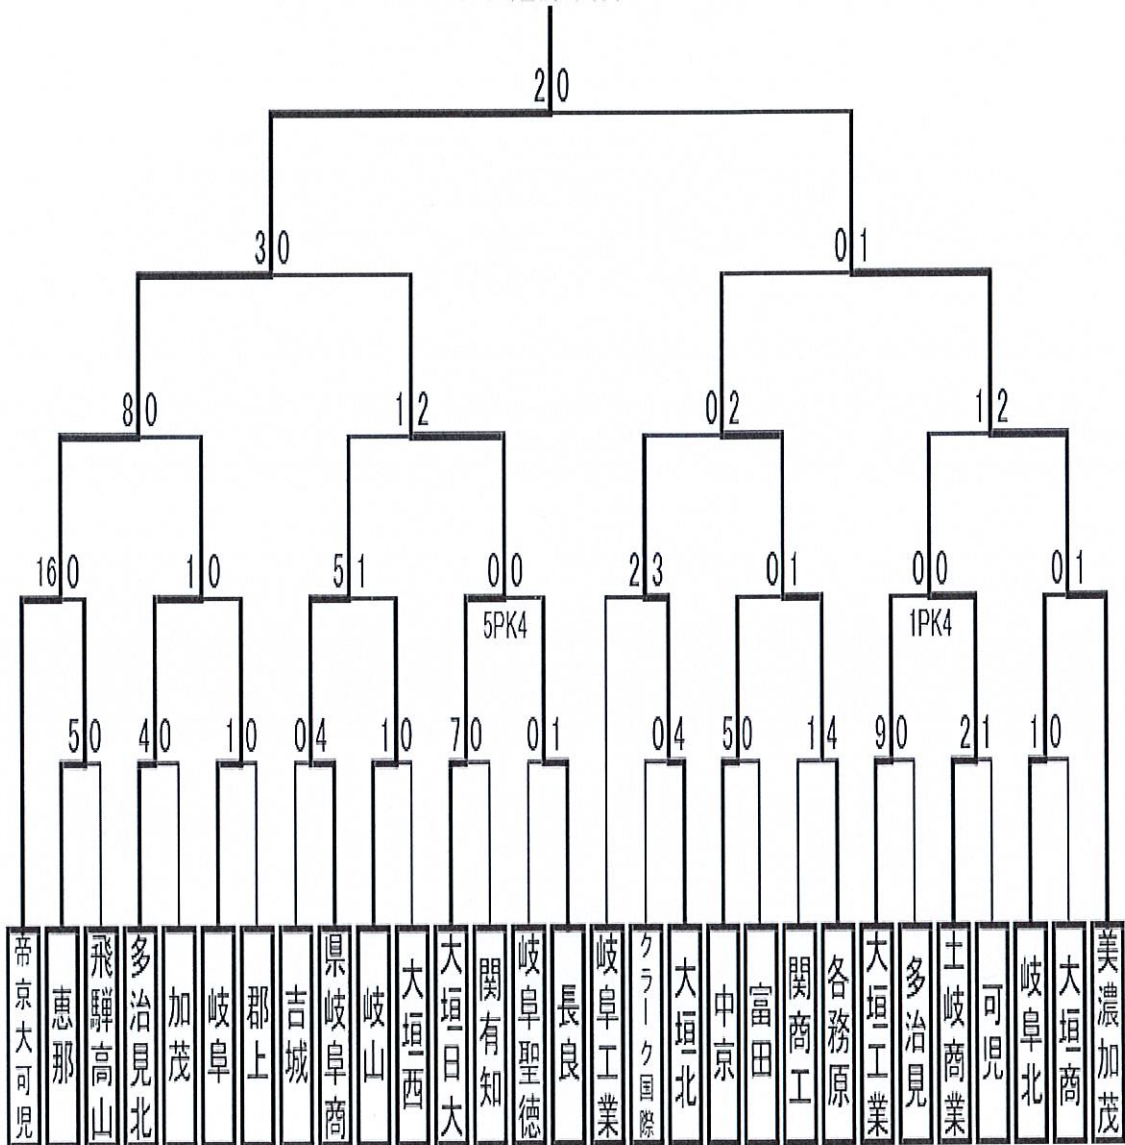 2 0
3 0
0 1
8 0
1 2
0 2
1 2
16 0
1 0
5 1
0 0
2 3
0 1
0 0
0 1
5PK4
1PK4
5 0
4 0
1 0
0 4
1 0
7 0
0 1
0 4
5 0
1 4
9 0
2 1
1 0
帝京大可児
恵那
飛騨高山
多治見北
加茂
岐阜
郡上
吉城
県岐阜商
岐山
大垣西
大垣日大
関有知
岐阜聖徳
長良
岐阜工業
クラーク国際
大垣北
中京
富田
関商工
各務原
大垣工業
多治見
土岐商業
可児
岐阜北
大垣商
美濃加茂